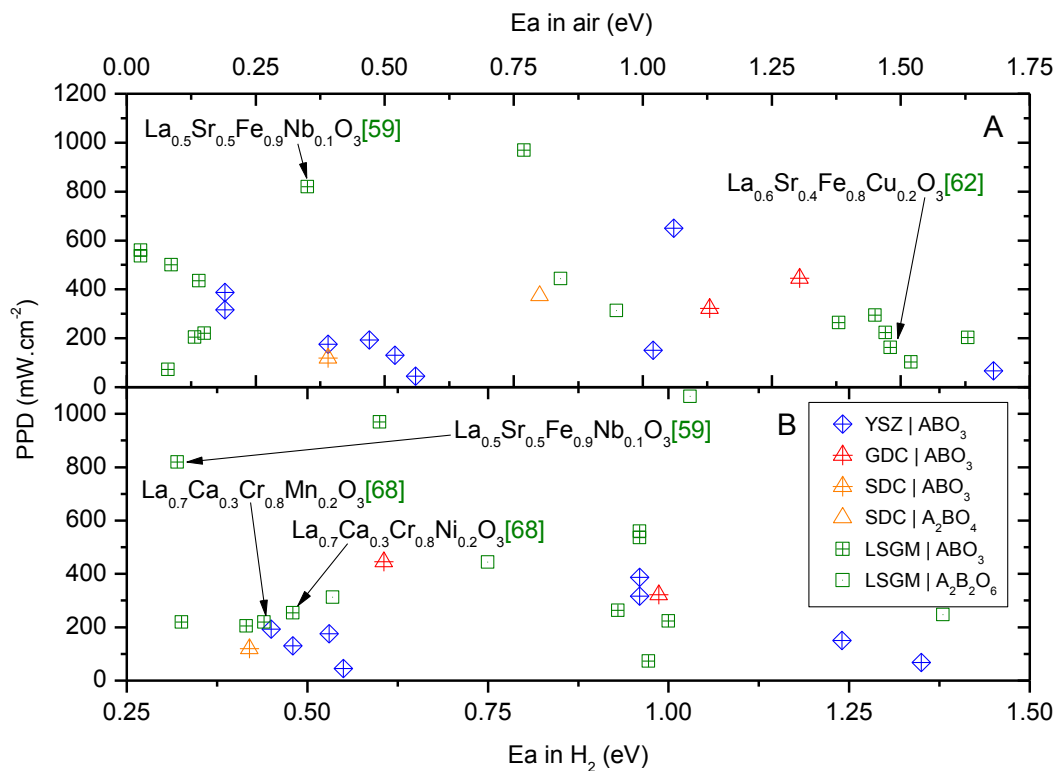 Ea in air (eV)
0.00 0.25 0.50 0.75 1.00 1.25 1.50 1.75
1200
1000
800
600
400
200
0
A
La0.5Sr0.5Fe0.9Nb0.1O3[59]
La0.6Sr0.4Fe0.8Cu0.2O3[62]
PPD (mW.cm-2)
1000
800
600
400
200
0
B
La0.5Sr0.5Fe0.9Nb0.1O3[59]
La0.7Ca0.3Cr0.8Mn0.2O3[68]
La0.7Ca0.3Cr0.8Ni0.2O3[68]
YSZ | ABO3
GDC | ABO3
SDC | ABO3
SDC | A2BO4
LSGM | ABO3
LSGM | A2B2O6
0.25 0.50 0.75 1.00 1.25 1.50
Ea in H2 (eV)